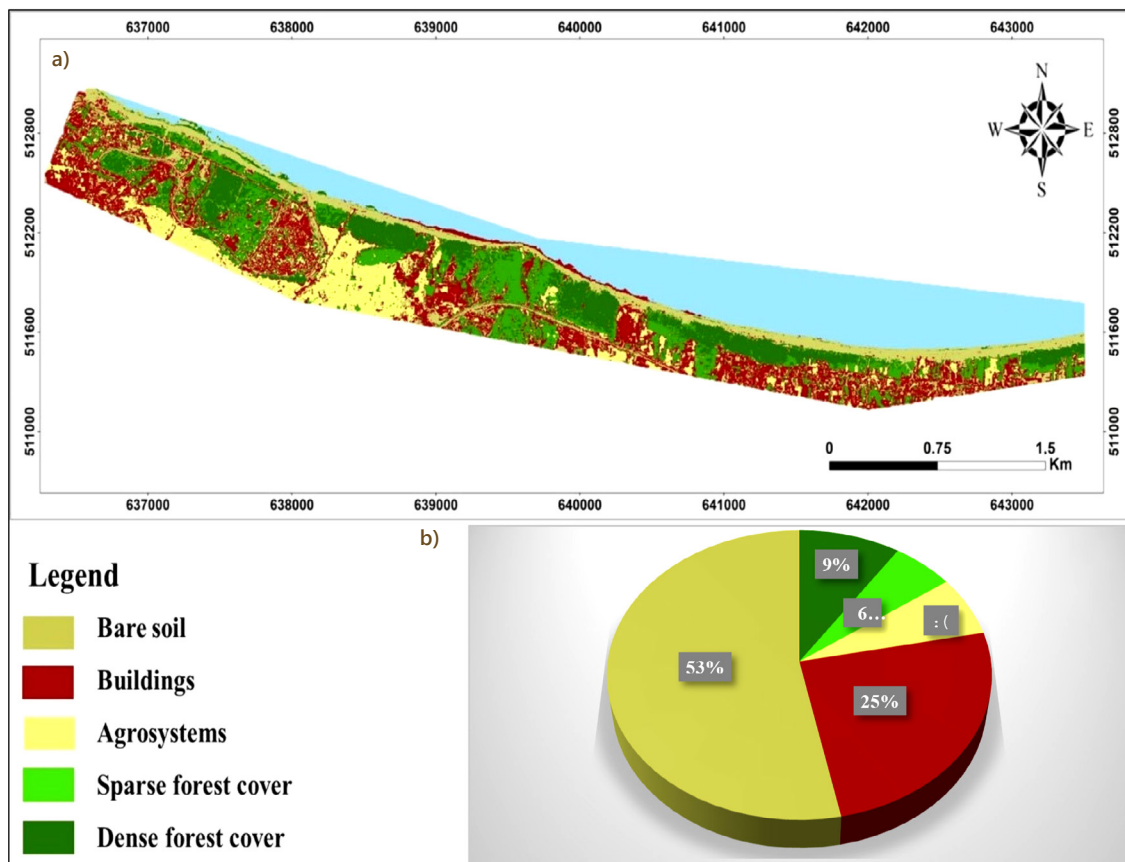 637000 638000 639000 640000 641000 642000 643000
a)
N
W E
S
512800 512800
512200 512200
511600 511600
511000 511000
0 0.75 1.5
Km
637000 638000 639000 640000 641000 642000 643000
b)
Legend
Bare soil
Buildings
Agrosystems
Sparse forest cover
Dense forest cover
9%
6...
: (
53%
25%